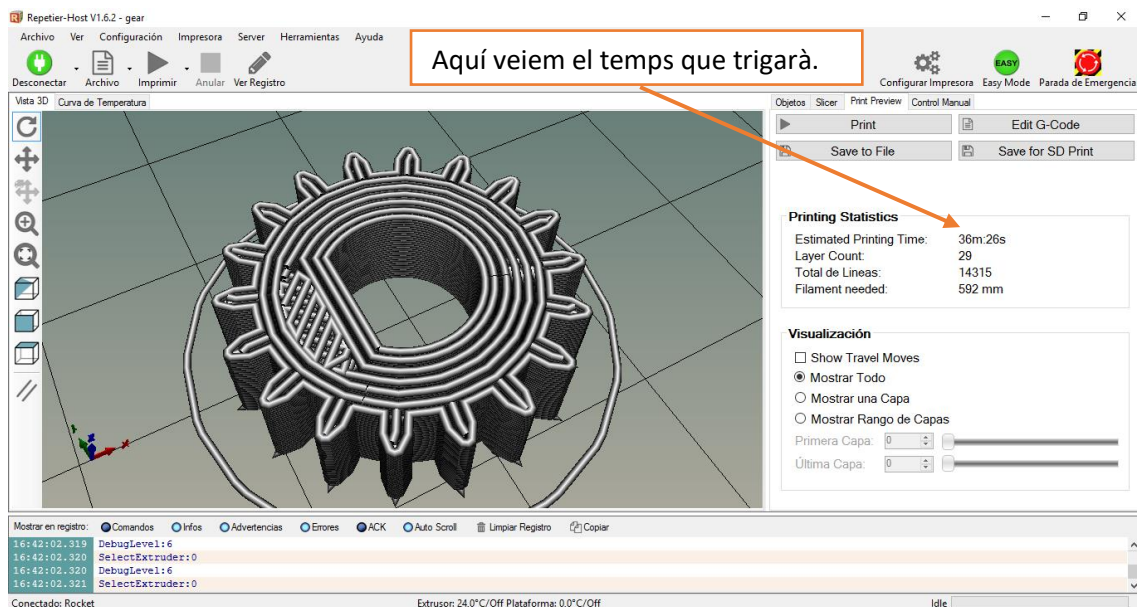 Repetier-Host V1.6.2 - gear
Archivo Ver Configuración Impresora Server Herramientas Ayuda
Aquí veiem el temps que trigarà.
Desconectar Archivo Imprimir Anular Ver Registro
EASY
Configurar Impresora Easy Mode Parada de Emergencia
Vista 3D Curva de Temperatura
Objetos Slicer Print Preview Control Manual
Print Edit G-Code
Save to File Save for SD Print
Printing Statistics
Estimated Printing Time: 36m:26s
Layer Count: 29
Total de Lineas: 14315
Filament needed: 592 mm
Visualización
Show Travel Moves
Mostrar Todo
Mostrar una Capa
Mostrar Rango de Capas
Primera Capa: 0
Última Capa: 0
Mostrar en registro: Comandos Infos Advertencias Errores ACK Auto Scroll Limpiar Registro Copiar
16:42:02.319 DebugLevel:6
16:42:02.320 SelectExtruder:0
16:42:02.320 DebugLevel:6
16:42:02.321 SelectExtruder:0
Conectado: Rocket Extrusor: 24.0°C/Off Plataforma: 0.0°C/Off Idle